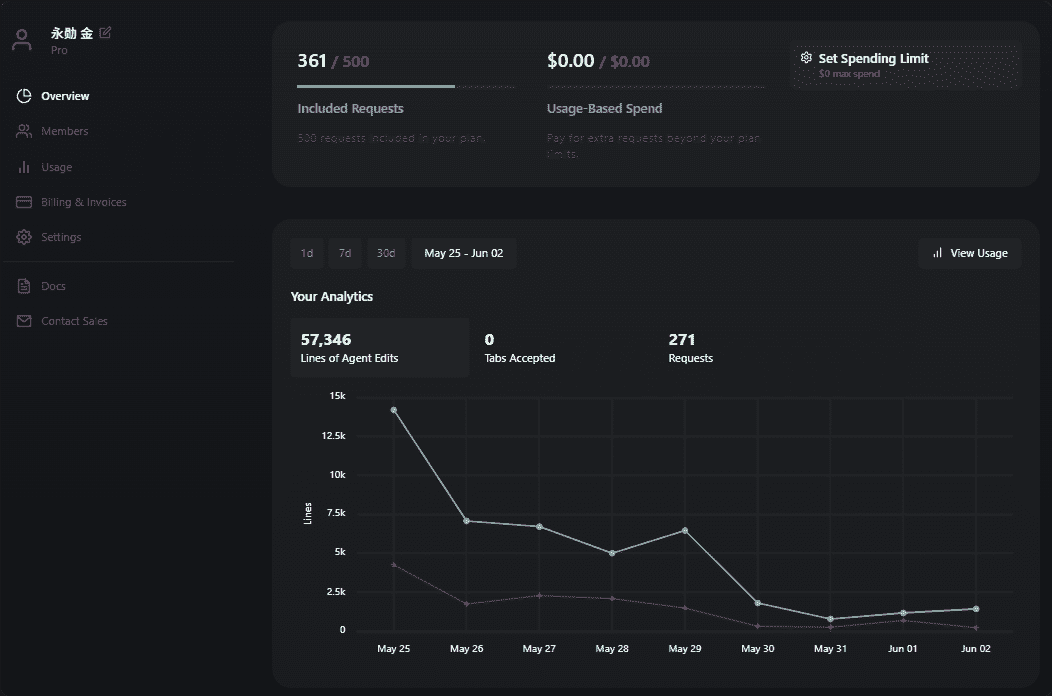 永勋 金
Pro
Overview
Members
Usage
Billing & Invoices
Settings
Docs
Contact Sales
361 / 500
Included Requests
500 requests included in your plan.
$0.00 / $0.00
Usage-Based Spend
Pay for extra requests beyond your plan
limits.
Set Spending Limit
$0 max spend
1d
7d
30d
May 25 - Jun 02
View Usage
Your Analytics
57,346
Lines of Agent Edits
0
Tabs Accepted
271
Requests
15k
12.5k
10k
7.5k
5k
2.5k
0
Lines
May 25
May 26
May 27
May 28
May 29
May 30
May 31
Jun 01
Jun 02